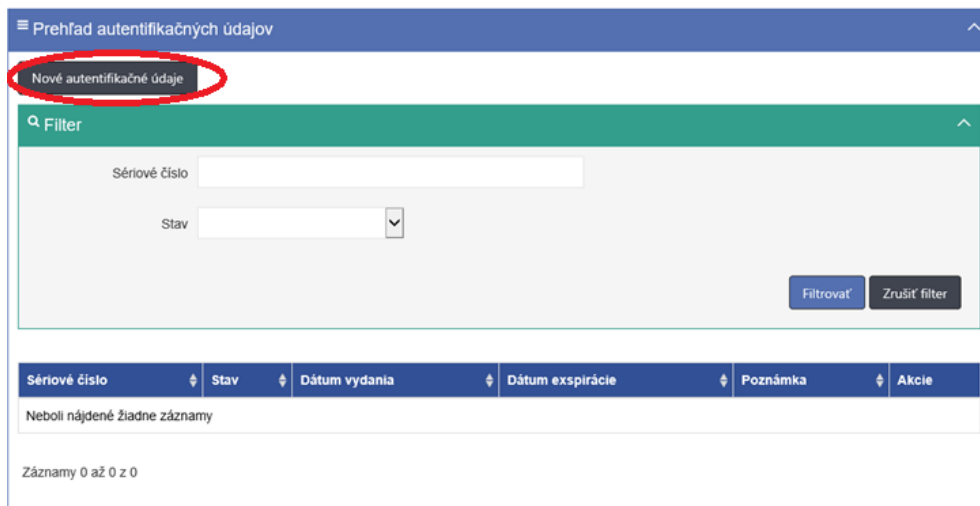 Prehľad autentifikačných údajov
Nové autentifikačné údaje
Filter
Sériové číslo
Stav
Filtrovať Zrušiť filter
Sériové číslo Stav Dátum vydania Dátum exspirácie Poznámka Akcie
Neboli nájdené žiadne záznamy
Záznamy 0 až 0 z 0